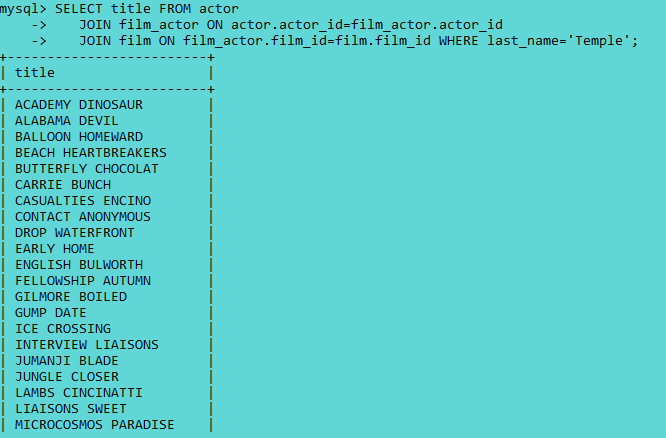 mysql> SELECT title FROM actor
    ->     JOIN film_actor ON actor.actor_id=film_actor.actor_id
    ->     JOIN film ON film_actor.film_id=film.film_id WHERE last_name='Temple';
+-------------------------+
| title                   |
+-------------------------+
| ACADEMY DINOSAUR        |
| ALABAMA DEVIL           |
| BALLOON HOMEWARD        |
| BEACH HEARTBREAKERS     |
| BUTTERFLY CHOCOLAT      |
| CARRIE BUNCH            |
| CASUALTIES ENCINO       |
| CONTACT ANONYMOUS       |
| DROP WATERFRONT         |
| EARLY HOME              |
| ENGLISH BULWORTH        |
| FELLOWSHIP AUTUMN       |
| GILMORE BOILED          |
| GUMP DATE               |
| ICE CROSSING            |
| INTERVIEW LIAISONS      |
| JUMANJI BLADE           |
| JUNGLE CLOSER           |
| LAMBS CINCINATTI        |
| LIAISONS SWEET          |
| MICROCOSMOS PARADISE    |